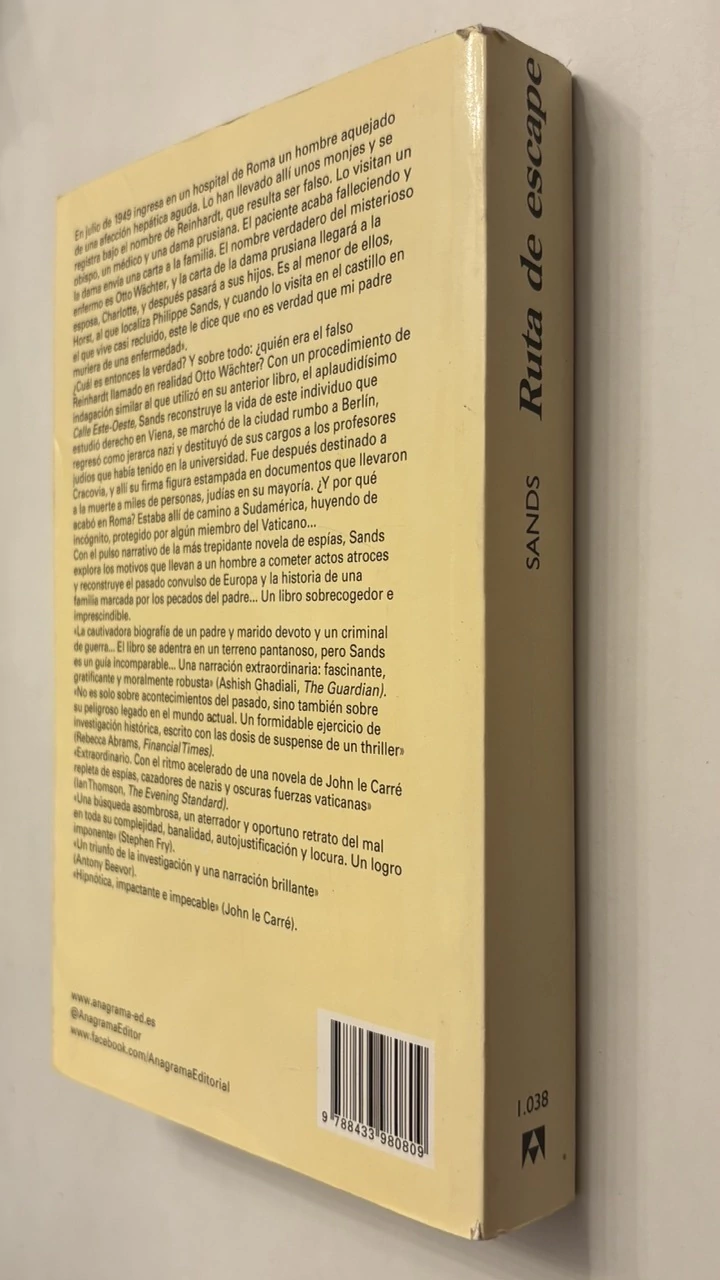 En julio de 1949 ingresa en un hospital de Roma un hombre aquejado
de una afección hepática aguda. Lo han llevado allí unos monjes y se
registra bajo el nombre de Reinhardt, que resulta ser falso. Lo visitan un
obispo, un médico y una dama prusiana. El paciente acaba falleciendo y
la dama envía una carta a la familia. El nombre verdadero del misterioso
enfermo es Otto Wächter, y la carta de la dama prusiana llegará a la
esposa, Charlotte, y después pasará a sus hijos. Es al menor de ellos,
Horst, al que localiza Philippe Sands, y cuando lo visita en el castillo en
el que vive casi recluido, este le dice que «no es verdad que mi padre
muriera de una enfermedad».
¿Cuál es entonces la verdad? Y sobre todo: ¿quién era el falso
Reinhardt llamado en realidad Otto Wächter? Con un procedimiento de
indagación similar al que utilizó en su anterior libro, el aplaudidísimo
Calle Este-Oeste, Sands reconstruye la vida de este individuo que
estudió derecho en Viena, se marchó de la ciudad rumbo a Berlín,
regresó como jerarca nazi y destituyó de sus cargos a los profesores
judíos que había tenido en la universidad. Fue después destinado a
Cracovia, y allí su firma figura estampada en documentos que llevaron
a la muerte a miles de personas, judías en su mayoría. ¿Y por qué
acabó en Roma? Estaba allí de camino a Sudamérica, huyendo de
incógnito, protegido por algún miembro del Vaticano...
Con el pulso narrativo de la más trepidante novela de espías, Sands
explora los motivos que llevan a un hombre a cometer actos atroces
y reconstruye el pasado convulso de Europa y la historia de una
familia marcada por los pecados del padre... Un libro sobrecogedor e
imprescindible.
«La cautivadora biografía de un padre y marido devoto y un criminal
de guerra... El libro se adentra en un terreno pantanoso, pero Sands
es un guía incomparable... Una narración extraordinaria: fascinante,
gratificante y moralmente robusta» (Ashish Ghadiali, The Guardian).
«No es solo sobre acontecimientos del pasado, sino también sobre
su peligroso legado en el mundo actual. Un formidable ejercicio de
investigación histórica, escrito con las dosis de suspense de un thriller»
(Rebecca Abrams, Financial Times).
«Extraordinario. Con el ritmo acelerado de una novela de John le Carré
repleta de espías, cazadores de nazis y oscuras fuerzas vaticanas»
(Ian Thomson, The Evening Standard).
«Una búsqueda asombrosa, un aterrador y oportuno retrato del mal
en toda su complejidad, banalidad, autojustificación y locura. Un logro
imponente» (Stephen Fry).
«Un triunfo de la investigación y una narración brillante»
(Antony Beevor).
«Hipnótica, impactante e impecable» (John le Carré).
www.anagrama-ed.es
@AnagramaEditor
www.facebook.com/AnagramaEditorial
9 788433 980809
SANDS Ruta de escape
1.038